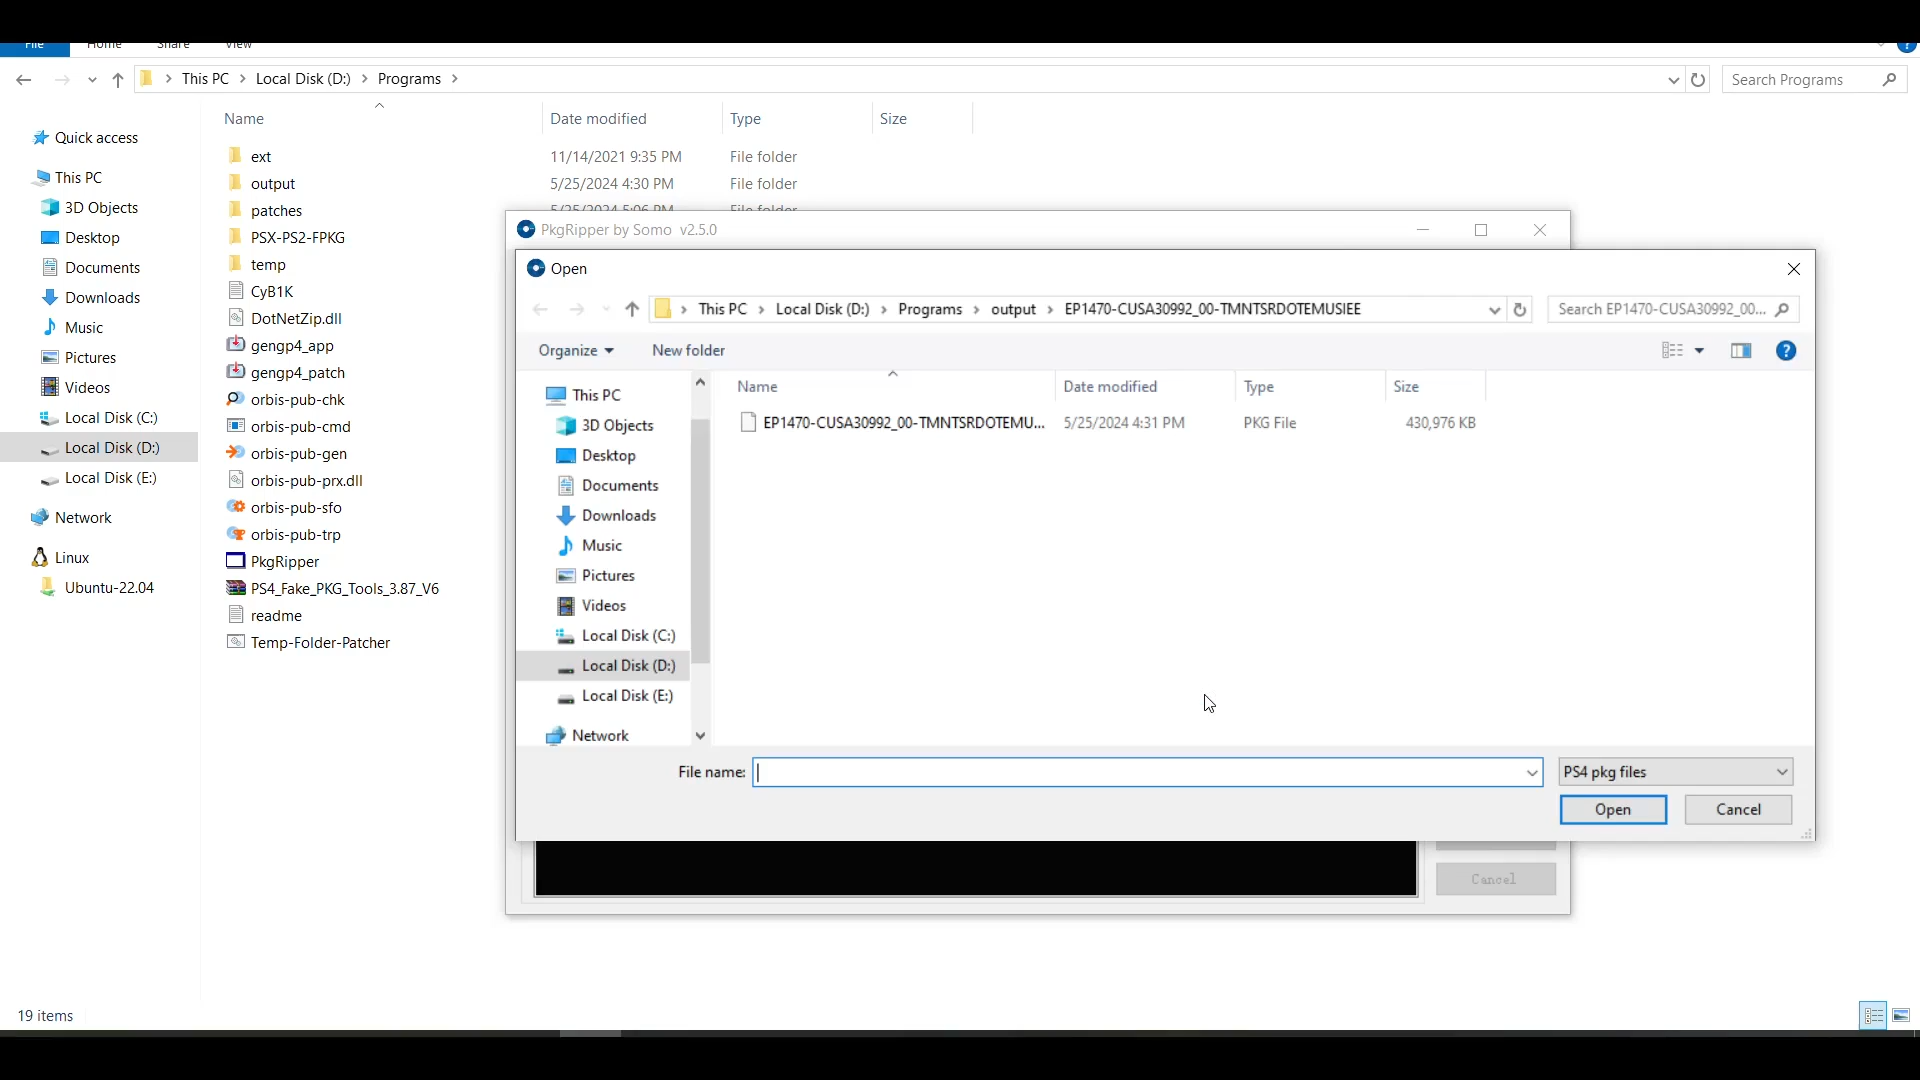 File Home Share View
This PC Local Disk (D:) Programs Search Programs
Name Date modified Type Size
Quick access
This PC
3D Objects
Desktop
Documents
Downloads
Music
Pictures
Videos
Local Disk (C:)
Local Disk (D:)
Local Disk (E:)
Network
Linux
Ubuntu-22.04
ext 11/14/2021 9:35 PM File folder
output 5/25/2024 4:30 PM File folder
patches 5/25/2024 5:06 PM File folder
PSX-PS2-FPKG
temp
CyB1K
DotNetZip.dll
gengp4_app
gengp4_patch
orbis-pub-chk
orbis-pub-cmd
orbis-pub-gen
orbis-pub-prx.dll
orbis-pub-sfo
orbis-pub-trp
PkgRipper
PS4_Fake_PKG_Tools_3.87_V6
readme
Temp-Folder-Patcher
PkgRipper by Somo v2.5.0
Open
This PC Local Disk (D:) Programs output EP1470-CUSA30992_00-TMNTSRDOTEMUSIEE Search EP1470-CUSA30992_00...
Organize New folder
Name Date modified Type Size
EP1470-CUSA30992_00-TMNTSRDOTEMU... 5/25/2024 4:31 PM PKG File 430,976 KB
This PC
3D Objects
Desktop
Documents
Downloads
Music
Pictures
Videos
Local Disk (C:)
Local Disk (D:)
Local Disk (E:)
Network
File name: PS4 pkg files
Open Cancel
Cancel
19 items